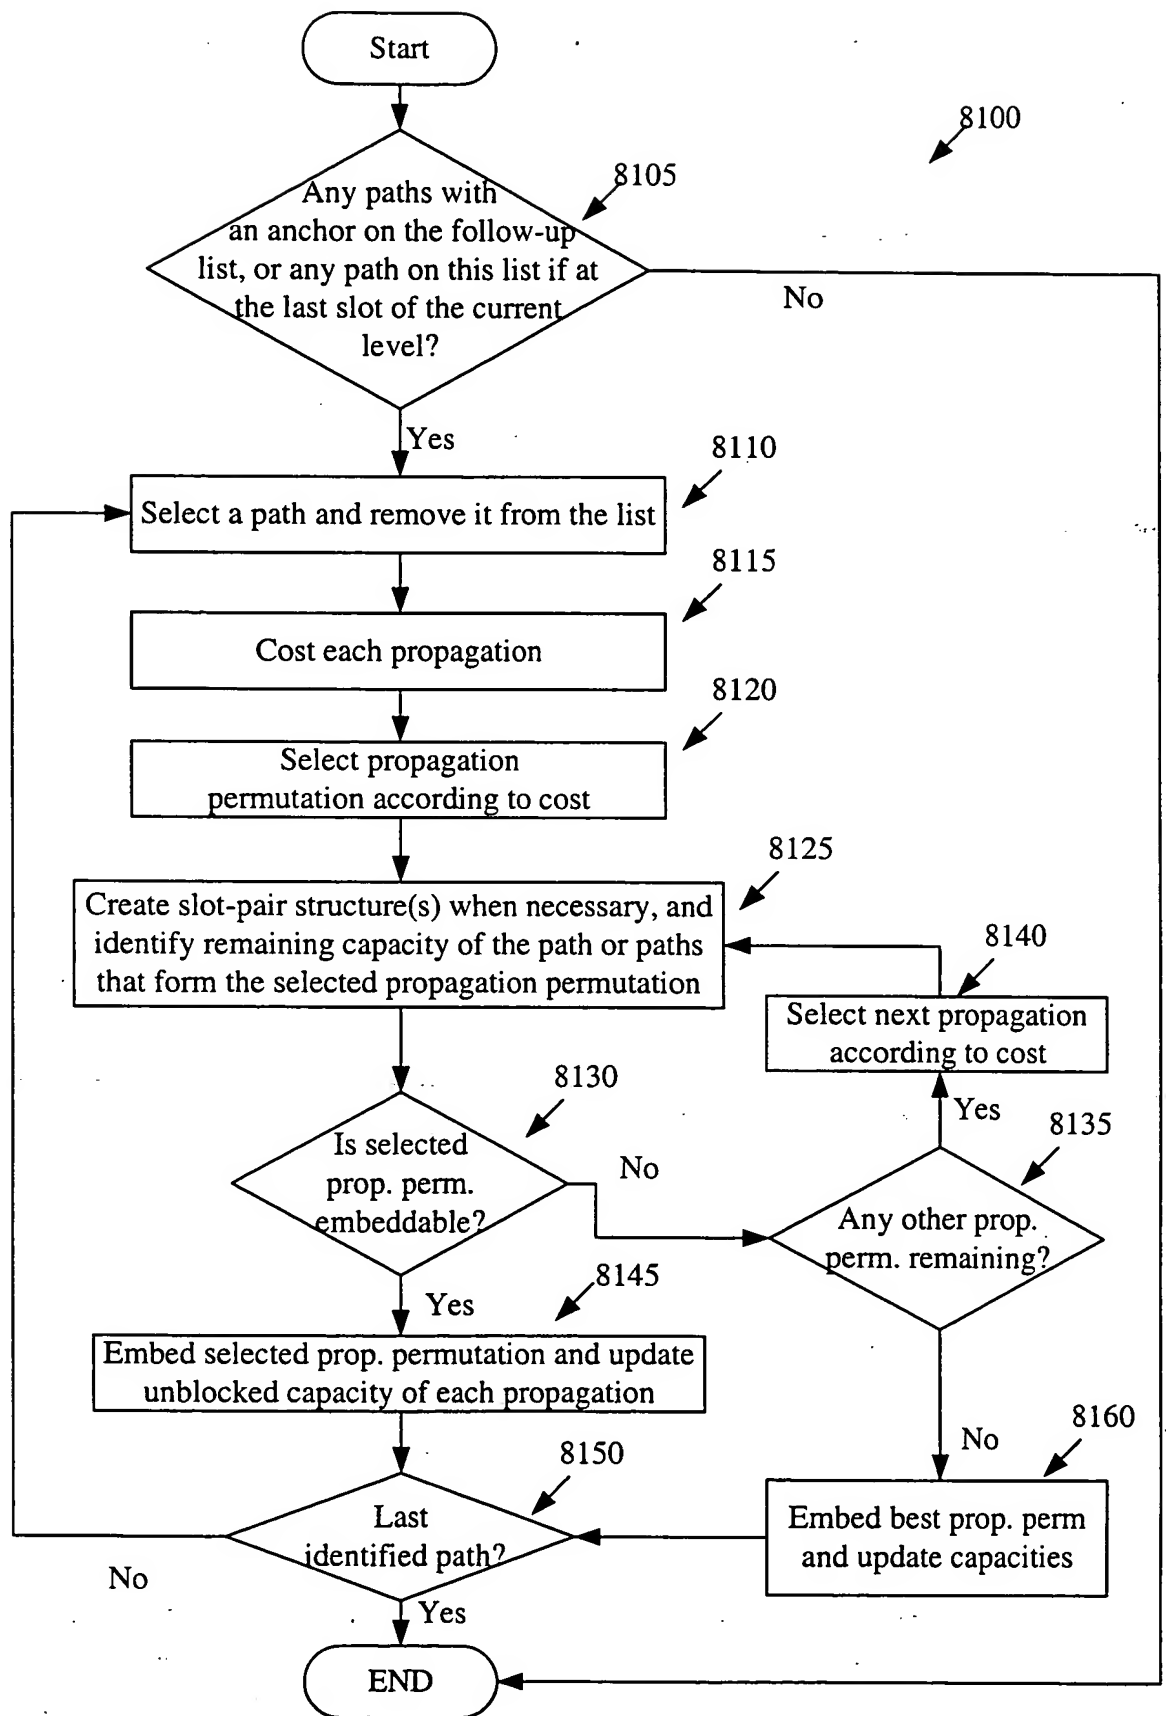 Start
8100
8105
Any paths with
an anchor on the follow-up
list, or any path on this list if at
the last slot of the current
level?
No
Yes
8110
Select a path and remove it from the list
8115
Cost each propagation
8120
Select propagation
permutation according to cost
8125
Create slot-pair structure(s) when necessary, and
identify remaining capacity of the path or paths
that form the selected propagation permutation
8140
Select next propagation
according to cost
8130
Yes
8135
Is selected
prop. perm.
embeddable?
No
Any other prop.
perm. remaining?
8145
Yes
Embed selected prop. permutation and update
unblocked capacity of each propagation
8160
No
8150
Last
identified path?
Embed best prop. perm
and update capacities
No
Yes
END